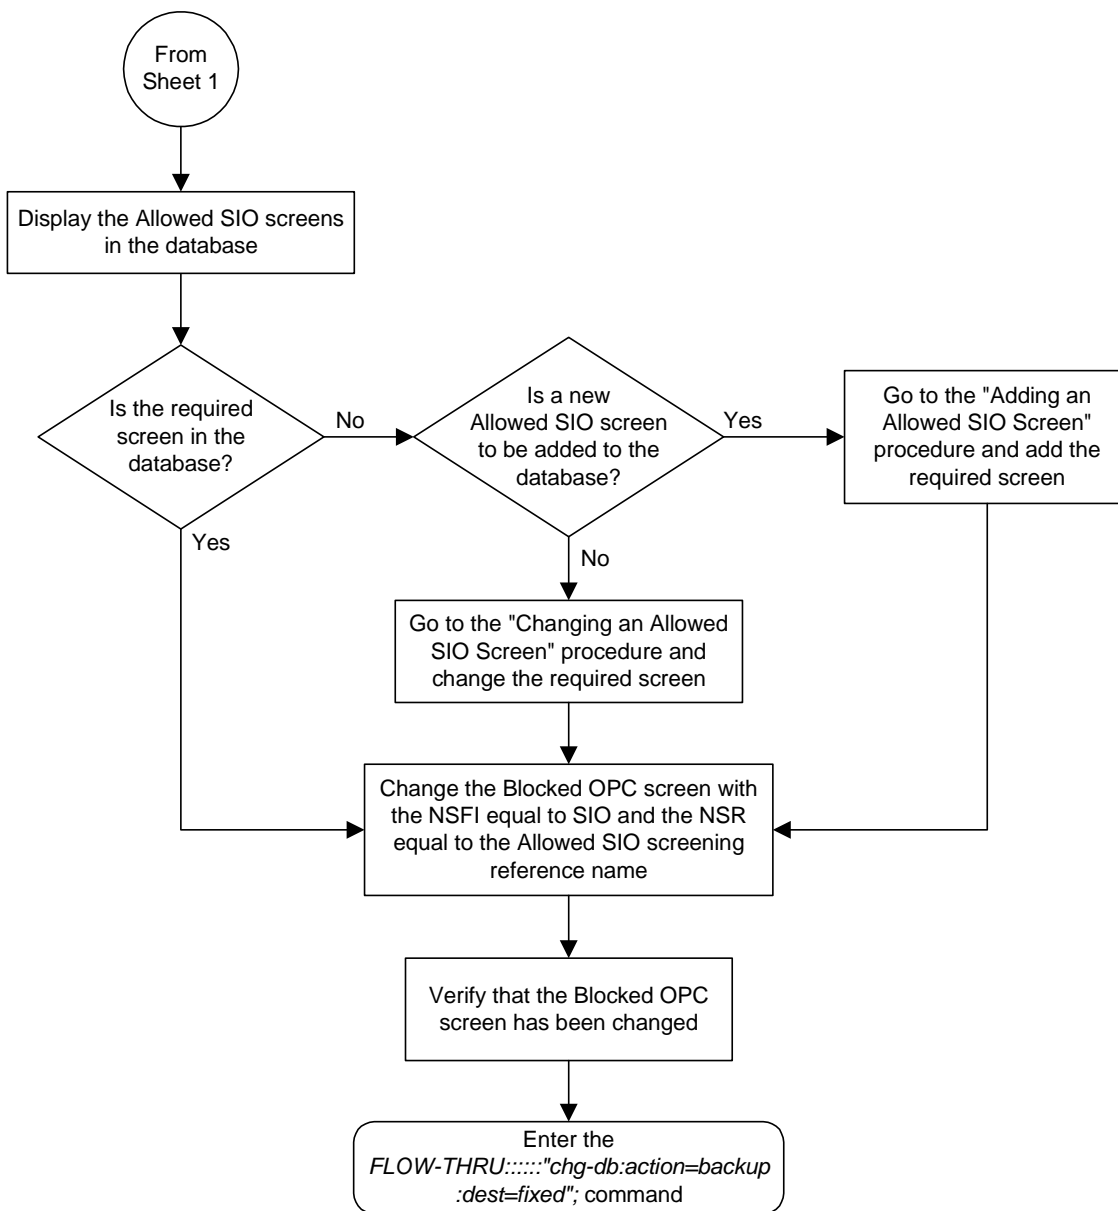 From
Sheet 1
Display the Allowed SIO screens
in the database
Is the required
screen in the
database?
No
Is a new
Allowed SIO screen
to be added to the
database?
Yes
Go to the "Adding an
Allowed SIO Screen"
procedure and add the
required screen
Yes
No
Go to the "Changing an Allowed
SIO Screen" procedure and
change the required screen
Change the Blocked OPC screen with
the NSFI equal to SIO and the NSR
equal to the Allowed SIO screening
reference name
Verify that the Blocked OPC
screen has been changed
Enter the
FLOW-THRU::::::"chg-db:action=backup
:dest=fixed"; command